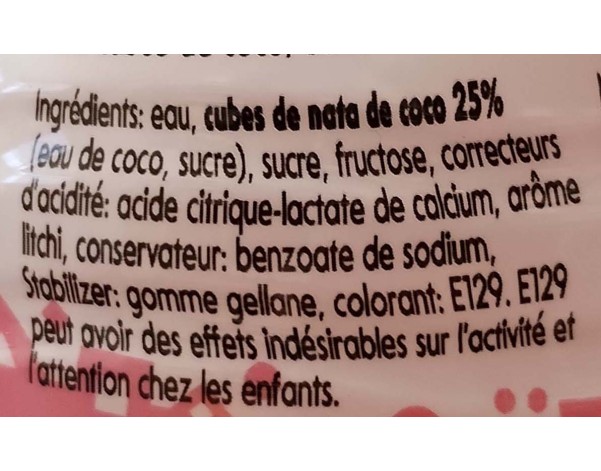 Ingrédients: eau, cubes de nata de coco 25%
(eau de coco, sucre), sucre, fructose, correcteurs
d'acidité: acide citrique-lactate de calcium, arôme
litchi, conservateur: benzoate de sodium,
Stabilizer: gomme gellane, colorant: E129. E129
peut avoir des effets indésirables sur l'activité et
l'attention chez les enfants.